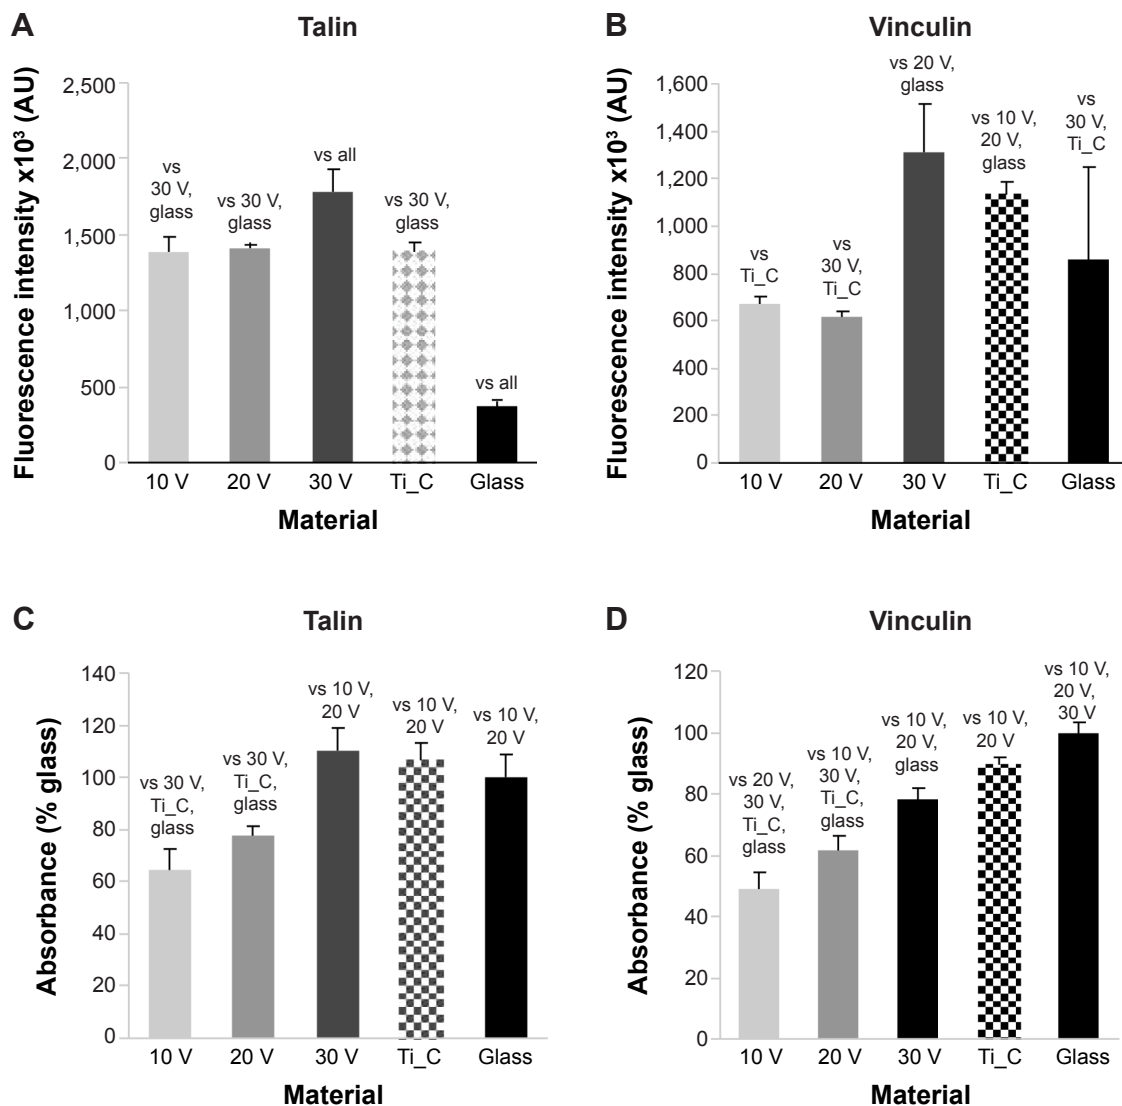 A
Talin
Fluorescence intensity x10³ (AU)
2,500
2,000
1,500
1,000
500
0
vs
30 V,
glass
vs 30 V,
glass
vs all
vs 30 V,
glass
vs all
10 V
20 V
30 V
Ti_C
Glass
Material
B
Vinculin
Fluorescence intensity x10³ (AU)
1,600
1,400
1,200
1,000
800
600
400
200
0
vs
Ti_C
vs
30 V,
Ti_C
vs 20 V,
glass
vs 10 V,
20 V,
glass
vs
30 V,
Ti_C
10 V
20 V
30 V
Ti_C
Glass
Material
C
Talin
Absorbance (% glass)
140
120
100
80
60
40
20
0
vs 30 V,
Ti_C,
glass
vs 30 V,
Ti_C,
glass
vs 10 V,
20 V
vs 10 V,
20 V
vs 10 V,
20 V
10 V
20 V
30 V
Ti_C
Glass
Material
D
Vinculin
Absorbance (% glass)
120
100
80
60
40
20
0
vs 20 V,
30 V,
Ti_C,
glass
vs 10 V,
30 V,
Ti_C,
glass
vs 10 V,
20 V,
glass
vs 10 V,
20 V
vs 10 V,
20 V,
30 V
10 V
20 V
30 V
Ti_C
Glass
Material